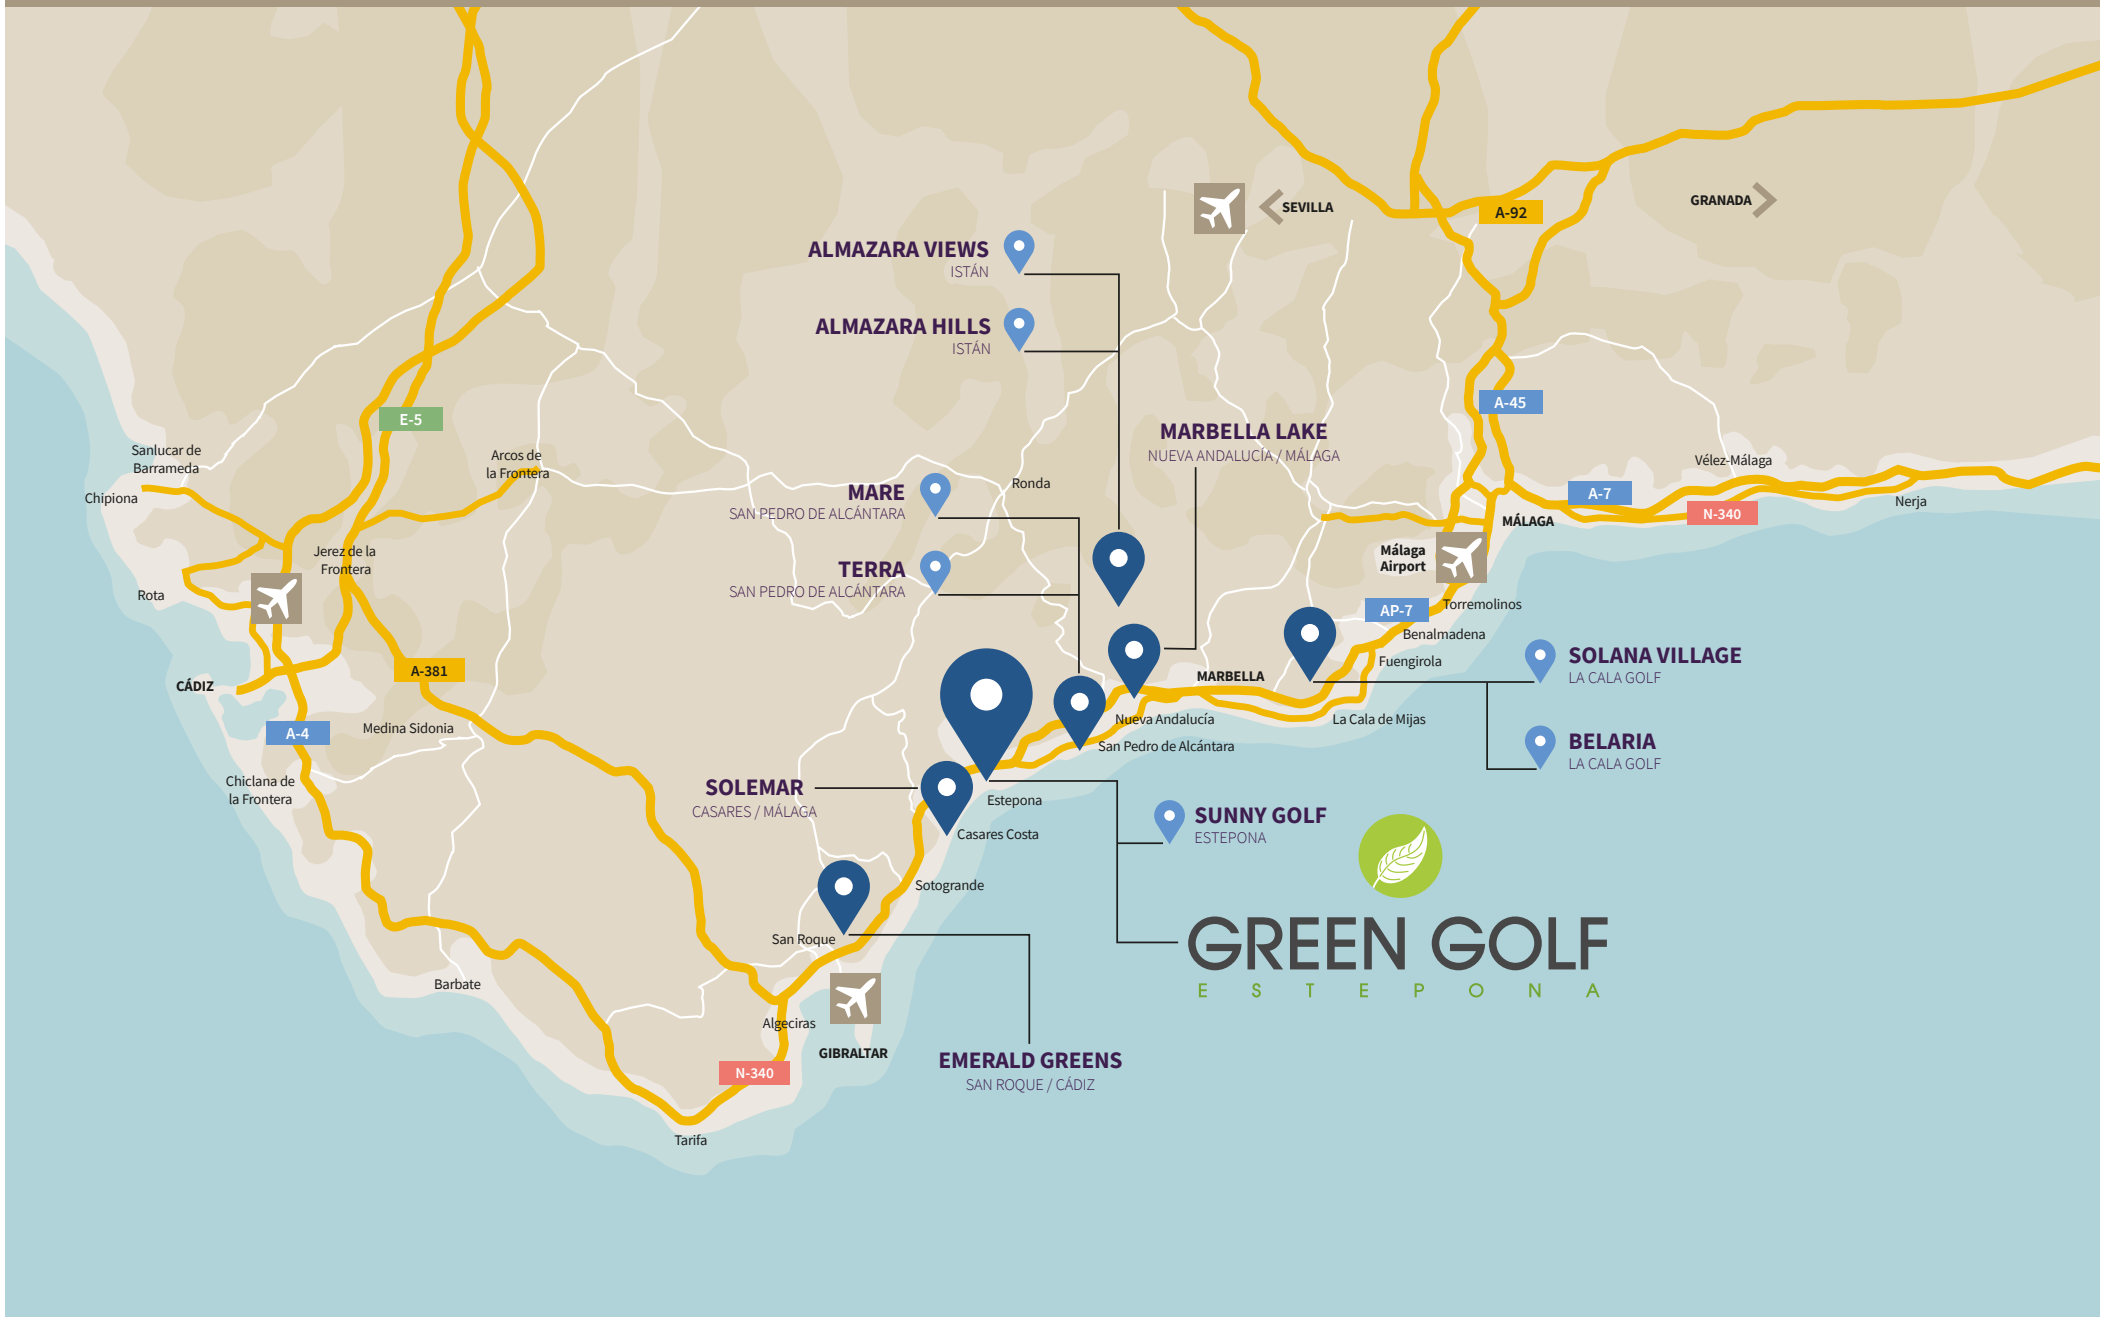 SEVILLA
GRANADA
A-92
ALMAZARA VIEWS
ISTÁN
ALMAZARA HILLS
ISTÁN
A-45
E-5
MARBELLA LAKE
NUEVA ANDALUCÍA / MÁLAGA
Sanlucar de
Barrameda
Chipiona
Arcos de
la Frontera
Ronda
MARE
SAN PEDRO DE ALCÁNTARA
Vélez-Málaga
A-7
N-340
Nerja
MÁLAGA
Málaga
Airport
Jerez de la
Frontera
TERRA
SAN PEDRO DE ALCÁNTARA
Rota
AP-7
Torremolinos
Benalmadena
Fuengirola
SOLANA VILLAGE
LA CALA GOLF
A-381
CÁDIZ
MARBELLA
Nueva Andalucía
La Cala de Mijas
San Pedro de Alcántara
A-4
Medina Sidonia
BELARIA
LA CALA GOLF
Chiclana de
la Frontera
SOLEMAR
CASARES / MÁLAGA
Estepona
Casares Costa
SUNNY GOLF
ESTEPONA
Sotogrande
San Roque
GREEN GOLF
ESTEPONA
Barbate
Algeciras
GIBRALTAR
EMERALD GREENS
SAN ROQUE / CÁDIZ
N-340
Tarifa